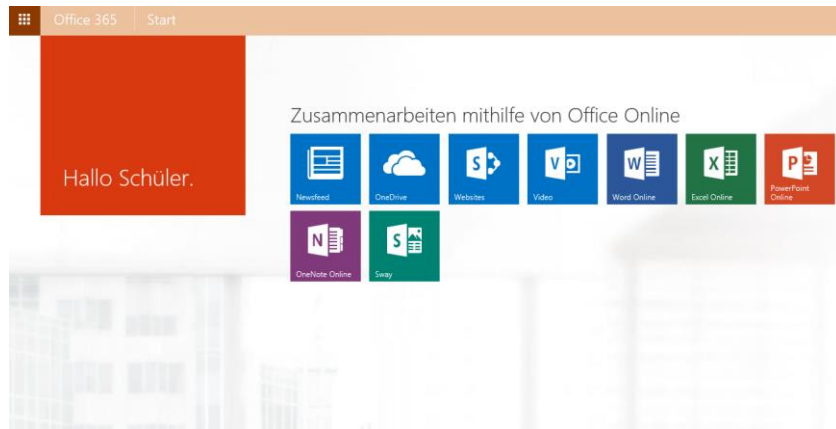 Office 365 Start
Hallo Schüler.
Zusammenarbeiten mithilfe von Office Online
Newsfeed
OneDrive
Websites
Video
Word Online
Excel Online
PowerPoint
Online
OneNote Online
Sway